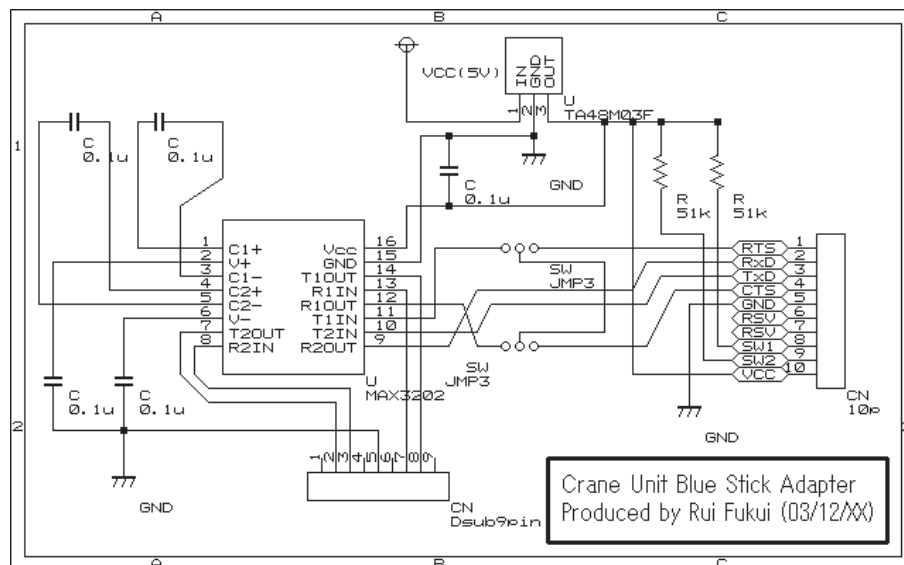 A B C
VCC(5V)
IN
GND
OUT
1 2 3
U
TA48M03F
1
C
0.1u
C
0.1u
C
0.1u
GND
R
51k
R
51k
1 C1+
2 V+
3 C1-
4 C2+
5 C2-
6 V-
7 T2OUT
8 R2IN
Vcc 16
GND 15
T1OUT 14
R1IN 13
R1OUT 12
T1IN 11
T2IN 10
R2OUT 9
U
MAX3202
SW
JMP3
SW
JMP3
RTS 1
RxD 2
TxD 3
CTS 4
GND 5
RSV 6
RSV 7
SW1 8
SW2 9
VCC 10
CN
10p
C
0.1u
C
0.1u
2
GND
GND
1 2 3 4 5 6 7 8 9
CN
Dsub9pin
Crane Unit Blue Stick Adapter
Produced by Rui Fukui (03/12/XX)
A B C